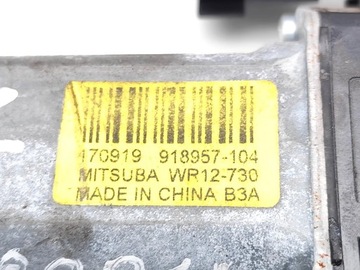 170919 918957-104
MITSUBA WR12-730
MADE IN CHINA B3A